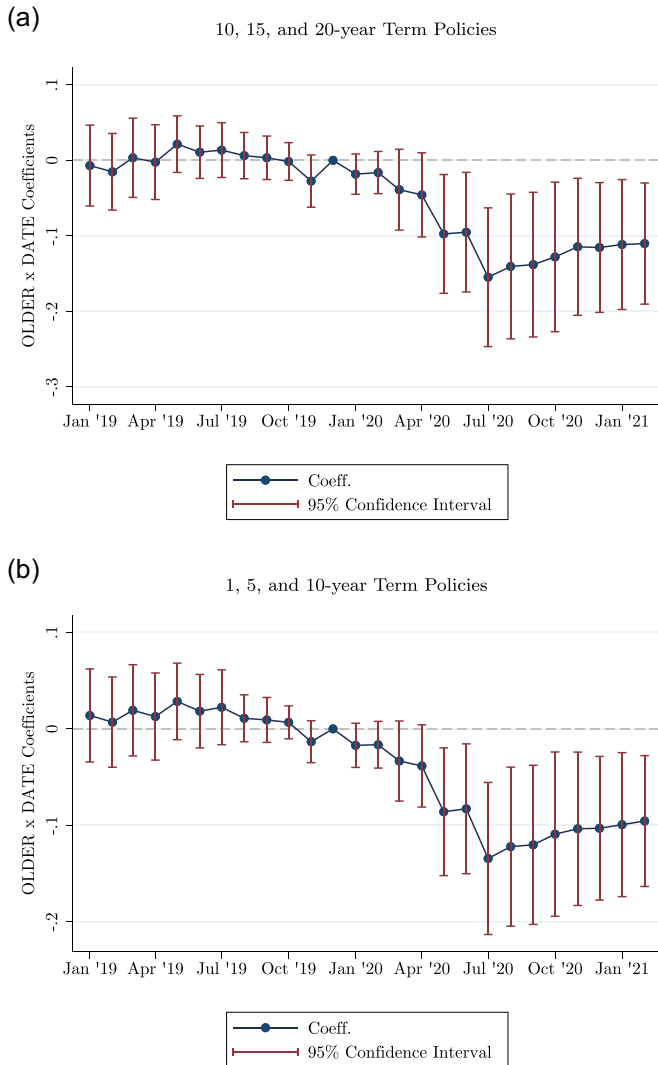 (a)
10, 15, and 20-year Term Policies
OLDER x DATE Coefficients
.1
0
-.1
-.2
-.3
Jan '19 Apr '19 Jul '19 Oct '19 Jan '20 Apr '20 Jul '20 Oct '20 Jan '21
Coeff.
95% Confidence Interval
(b)
1, 5, and 10-year Term Policies
OLDER x DATE Coefficients
.1
0
-.1
-.2
Jan '19 Apr '19 Jul '19 Oct '19 Jan '20 Apr '20 Jul '20 Oct '20 Jan '21
Coeff.
95% Confidence Interval